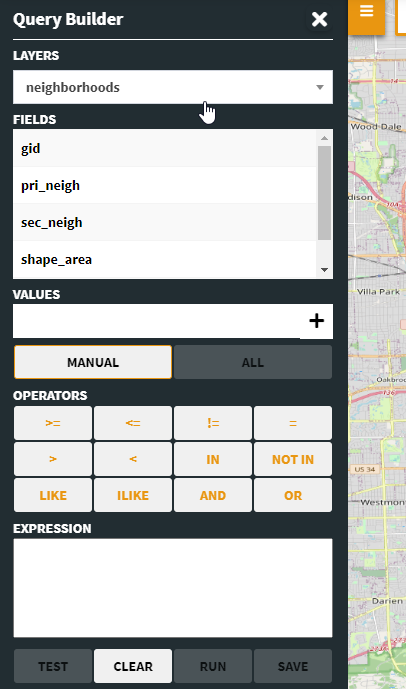 Query Builder
LAYERS
neighborhoods
FIELDS
gid
pri_neigh
sec_neigh
shape_area
VALUES
MANUAL ALL
OPERATORS
>= <= != =
> < IN NOT IN
LIKE ILIKE AND OR
EXPRESSION
TEST CLEAR RUN SAVE
Wood Dale
dison
Villa Park
Oakbro
US 34
Westmon
Darien